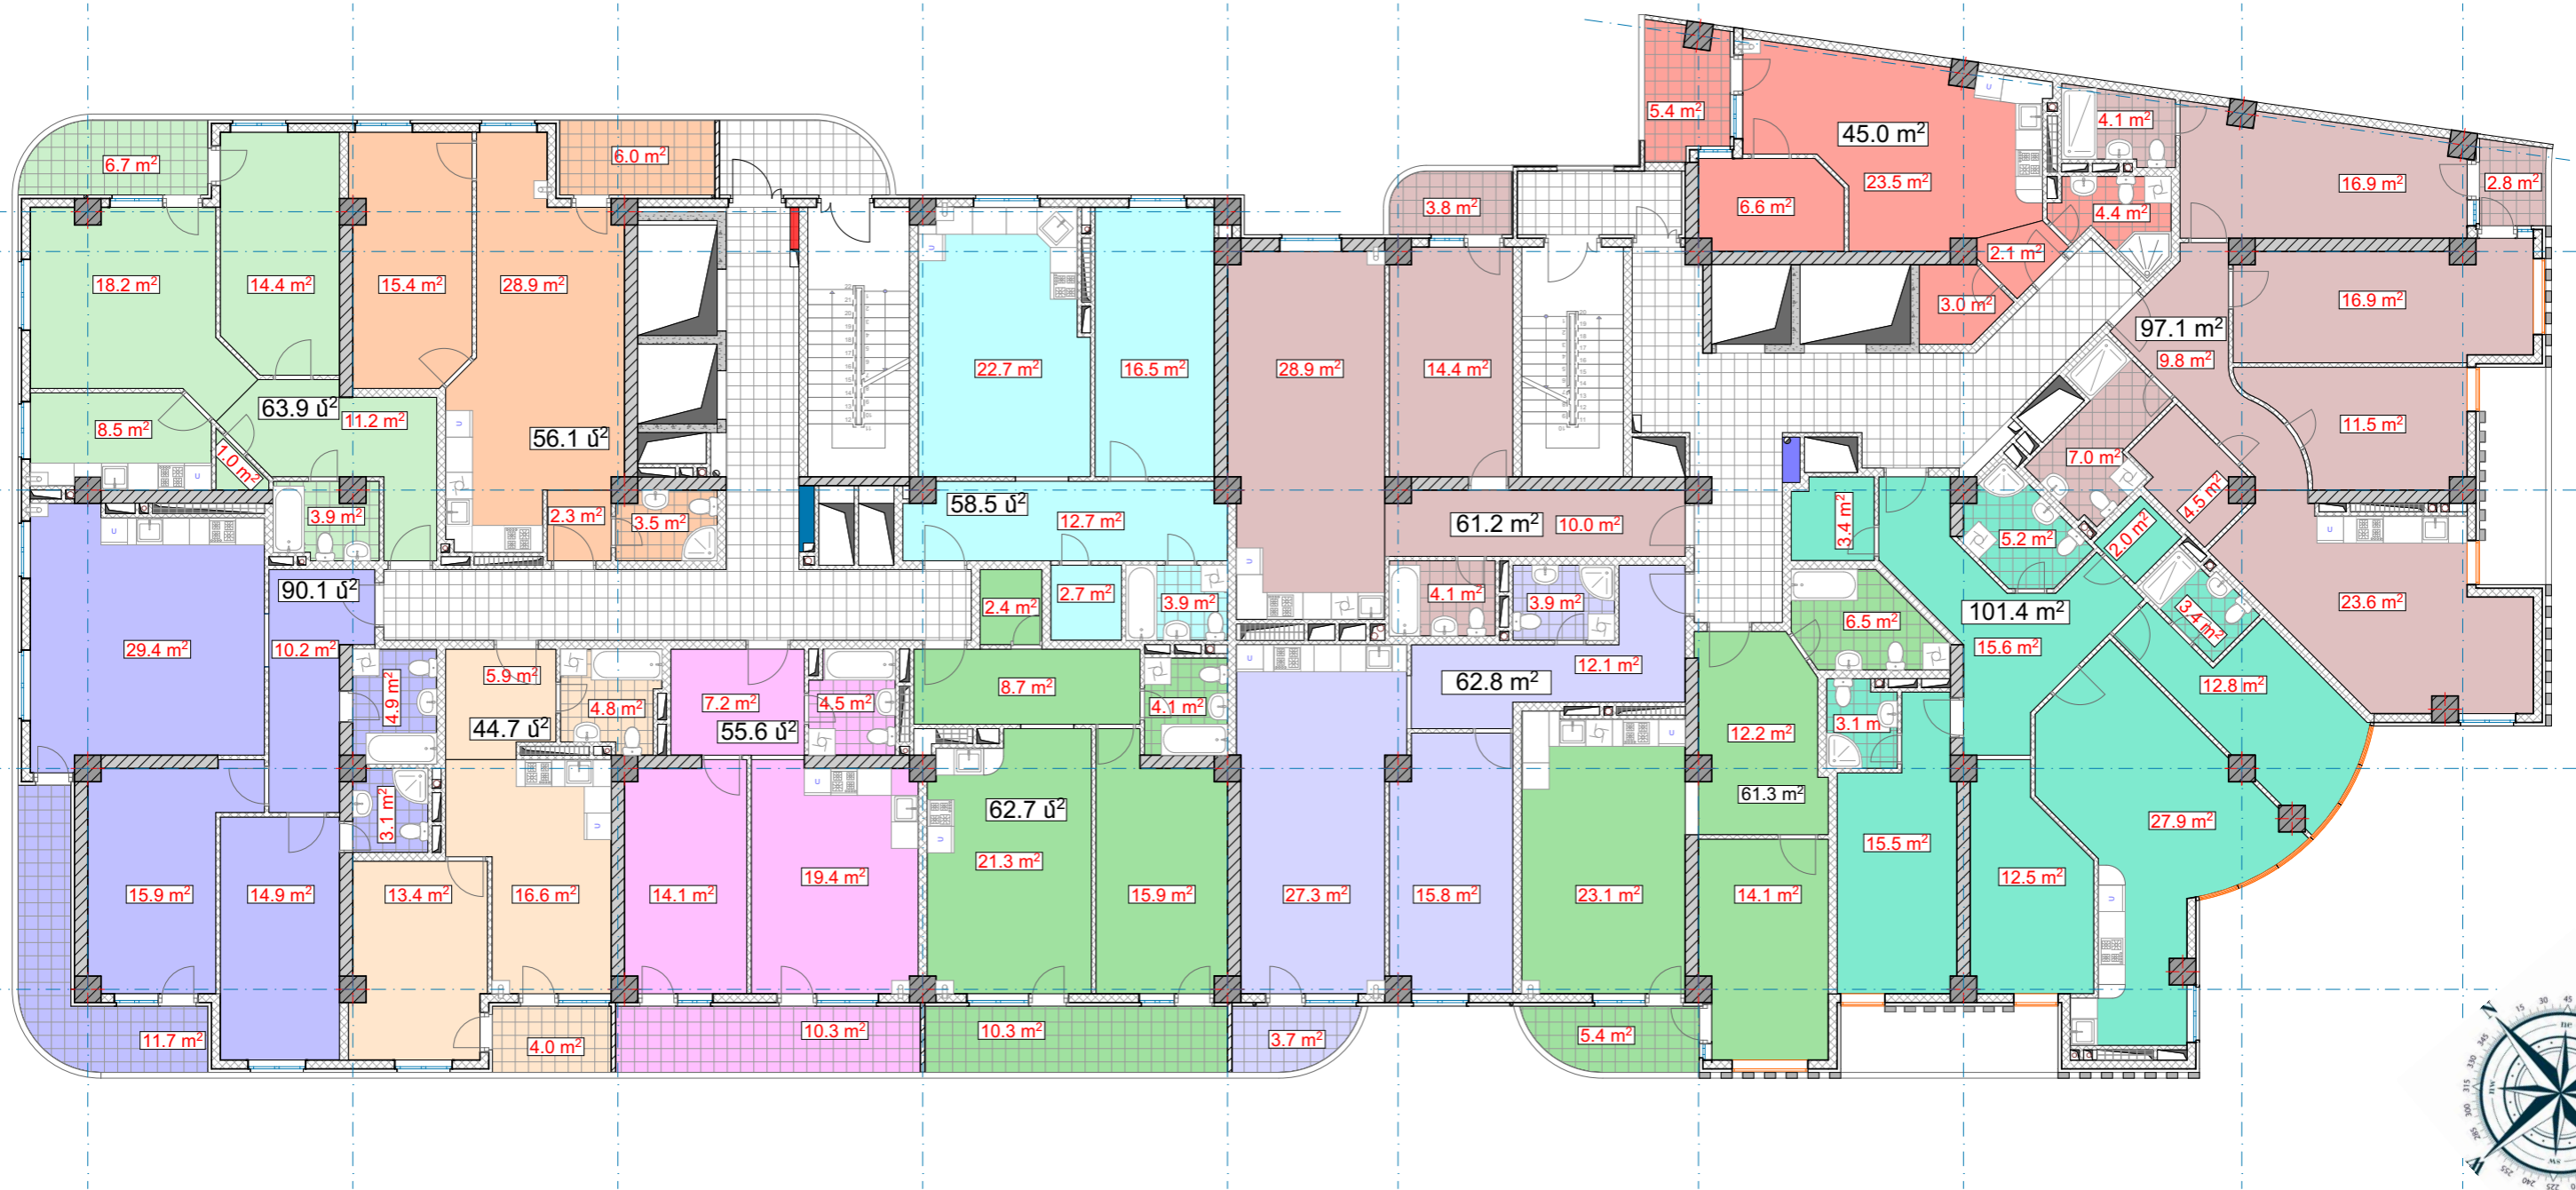 5.4 m²
45.0 m²
4.1 m²
6.7 m²
6.0 m²
23.5 m²
16.9 m²
2.8 m²
3.8 m²
6.6 m²
4.4 m²
2.1 m²
18.2 m²
14.4 m²
15.4 m²
28.9 m²
3.0 m²
16.9 m²
97.1 m²
9.8 m²
22.7 m²
16.5 m²
28.9 m²
14.4 m²
63.9 մ²
11.2 m²
8.5 m²
56.1 մ²
11.5 m²
1.0 m²
7.0 m²
4.5 m²
3.9 m²
2.3 m²
3.5 m²
58.5 մ²
12.7 m²
61.2 m²
10.0 m²
3.4 m²
5.2 m²
2.0 m²
90.1 մ²
2.4 m²
2.7 m²
3.9 m²
4.1 m²
3.9 m²
6.5 m²
101.4 m²
3.4 m²
23.6 m²
29.4 m²
10.2 m²
15.6 m²
5.9 m²
4.9 m²
4.8 m²
7.2 m²
4.5 m²
8.7 m²
4.1 m²
62.8 m²
12.1 m²
12.8 m²
44.7 մ²
55.6 մ²
12.2 m²
3.1 m
3.1 m²
62.7 մ²
61.3 m²
27.9 m²
21.3 m²
15.5 m²
15.9 m²
14.9 m²
13.4 m²
16.6 m²
14.1 m²
19.4 m²
15.9 m²
27.3 m²
15.8 m²
23.1 m²
14.1 m²
12.5 m²
11.7 m²
4.0 m²
10.3 m²
10.3 m²
3.7 m²
5.4 m²
N
W